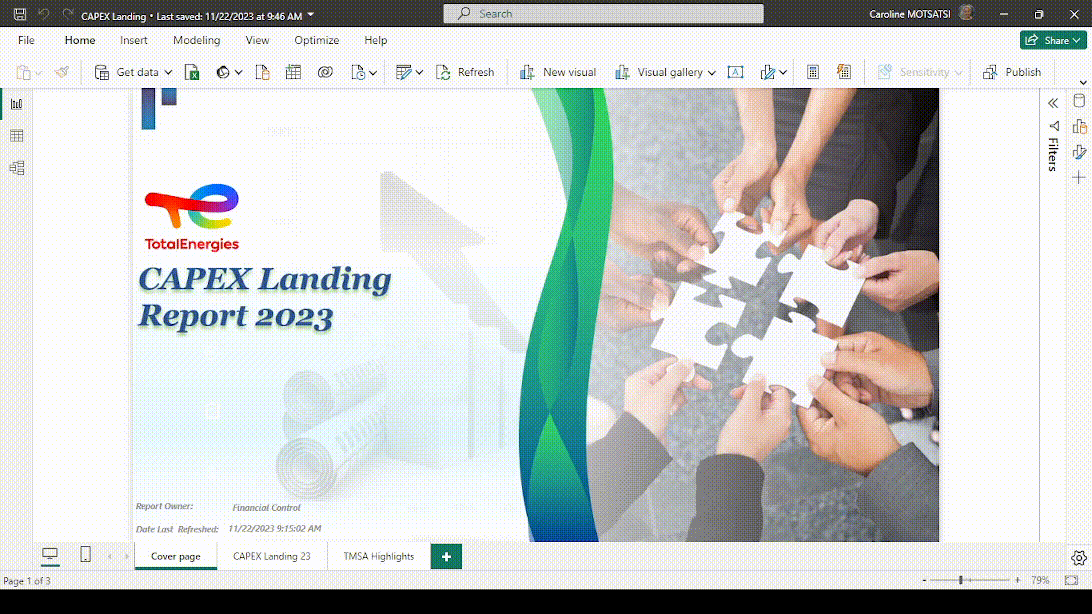 CAPEX Landing • Last saved: 11/22/2023 at 9:46 AM
Search
Caroline MOTSATSI
File
Home
Insert
Modeling
View
Optimize
Help
Share
Get data
Refresh
New visual
Visual gallery
A
Sensitivity
Publish
Filters
TotalEnergies
CAPEX Landing
Report 2023
Report Owner: Financial Control
Date Last Refreshed: 11/22/2023 9:15:02 AM
Cover page
CAPEX Landing 23
TMSA Highlights
+
Page 1 of 3
- + 79%